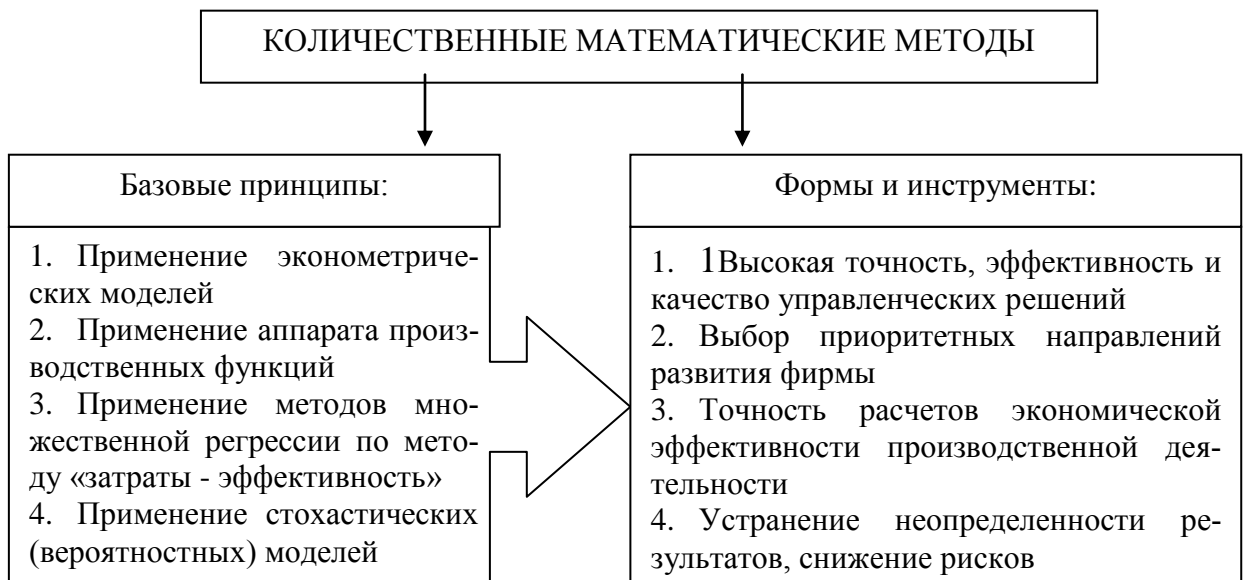 КОЛИЧЕСТВЕННЫЕ МАТЕМАТИЧЕСКИЕ МЕТОДЫ
Базовые принципы:
1. Применение эконометриче-
ских моделей
2. Применение аппарата произ-
водственных функций
3. Применение методов мно-
жественной регрессии по мето-
ду «затраты - эффективность»
4. Применение стохастических
(вероятностных) моделей
Формы и инструменты:
1. 1Высокая точность, эффективность и
качество управленческих решений
2. Выбор приоритетных направлений
развития фирмы
3. Точность расчетов экономической
эффективности производственной дея-
тельности
4. Устранение неопределенности ре-
зультатов, снижение рисков